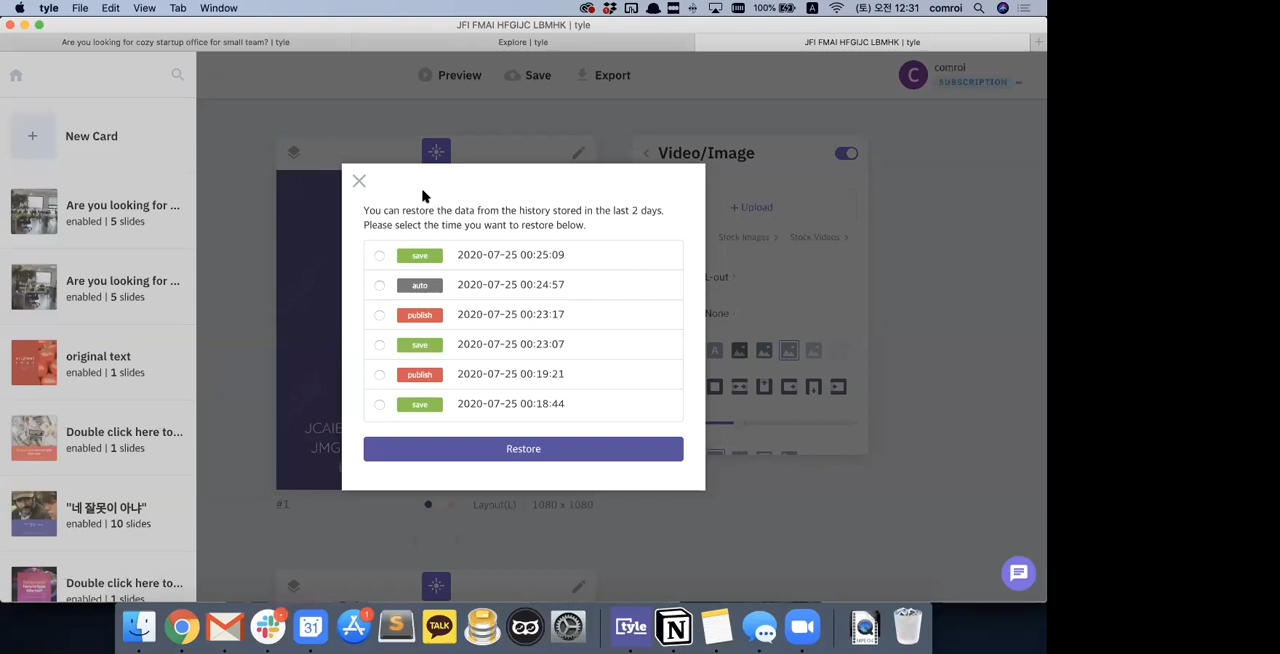 tyle File Edit View Tab Window
100% A (토) 오전 12:31 comroi
JFI FMAI HFGIJC LBMHK | tyle
Are you looking for cozy startup office for small team? | tyle
Explore | tyle
JFI FMAI HFGIJC LBMHK | tyle
Preview Save Export
C comroi
SUBSCRIPTION
+ New Card
Are you looking for ...
enabled | 5 slides
Are you looking for ...
enabled | 5 slides
original text
enabled | 1 slides
Double click here to...
enabled | 1 slides
"네 잘못이 아냐"
enabled | 10 slides
Double click here to...
enabled | 1 slides
You can restore the data from the history stored in the last 2 days.
Please select the time you want to restore below.
save 2020-07-25 00:25:09
auto 2020-07-25 00:24:57
publish 2020-07-25 00:23:17
save 2020-07-25 00:23:07
publish 2020-07-25 00:19:21
save 2020-07-25 00:18:44
Restore
JCAIE
JMG
#1 Layout(L) 1080 x 1080
< Video/Image
+ Upload
Stock Images > Stock Videos >
L-out
None
A
31
1
S
TALK
tyle
N